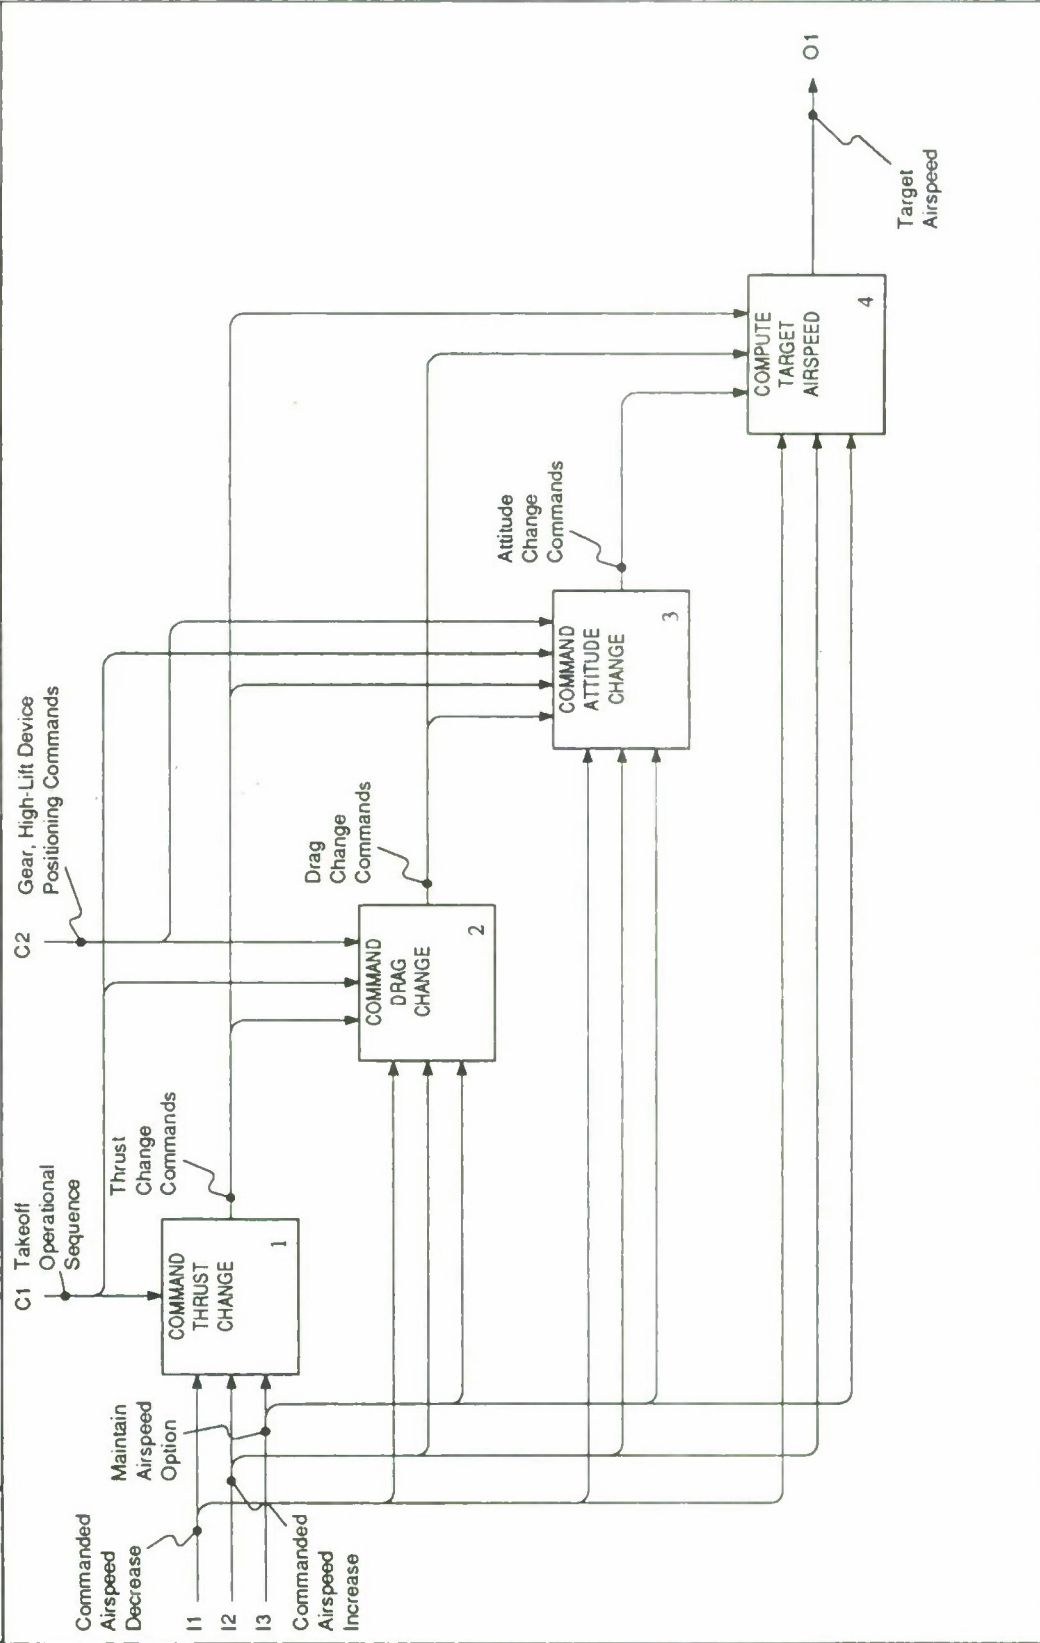 C1
Takeoff
Operational
Sequence
C2
Gear, High-Lift Device
Positioning Commands
Commanded
Airspeed
Decrease
I1
I2
I3
Maintain
Airspeed
Option
Commanded
Airspeed
Increase
COMMAND
THRUST
CHANGE
1
Thrust
Change
Commands
COMMAND
DRAG
CHANGE
2
Drag
Change
Commands
COMMAND
ATTITUDE
CHANGE
3
Attitude
Change
Commands
COMPUTE
TARGET
AIRSPEED
4
Target
Airspeed
O1